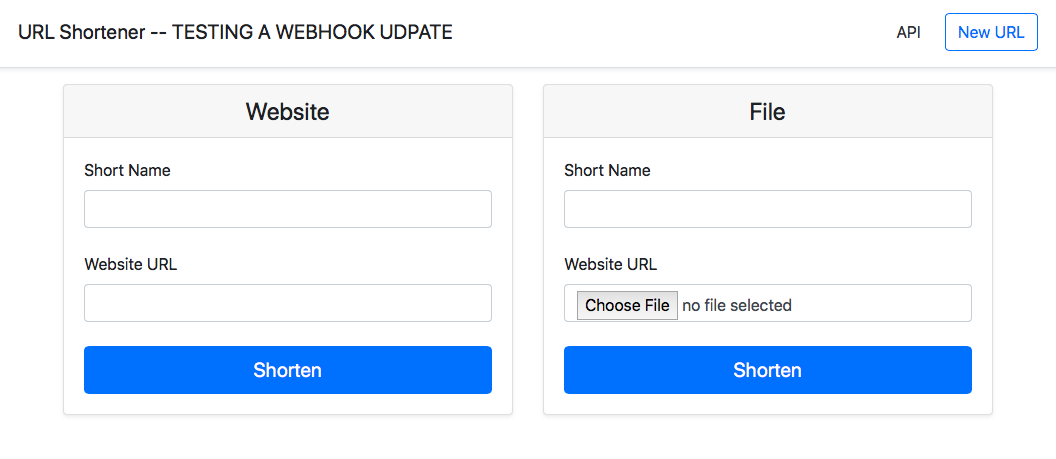 URL Shortener -- TESTING A WEBHOOK UDPATE
API
New URL
Website
Short Name
Website URL
Shorten
File
Short Name
Website URL
Choose File no file selected
Shorten